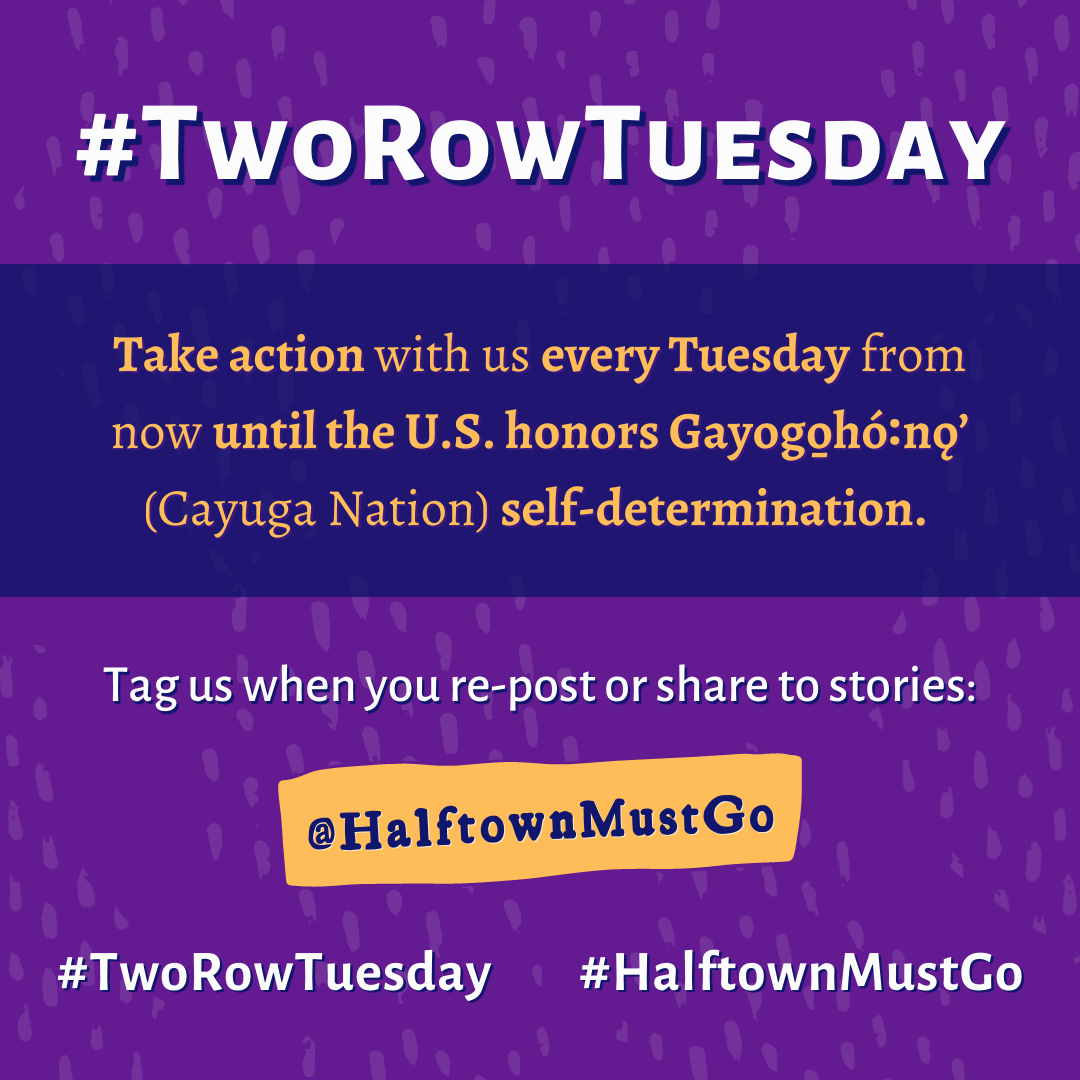 #TwoRowTuesday
Take action with us every Tuesday from
now until the U.S. honors Gayogo̱hó꞉nǫ’
(Cayuga Nation) self-determination.
Tag us when you re-post or share to stories:
@HalftownMustGo
#TwoRowTuesday #HalftownMustGo